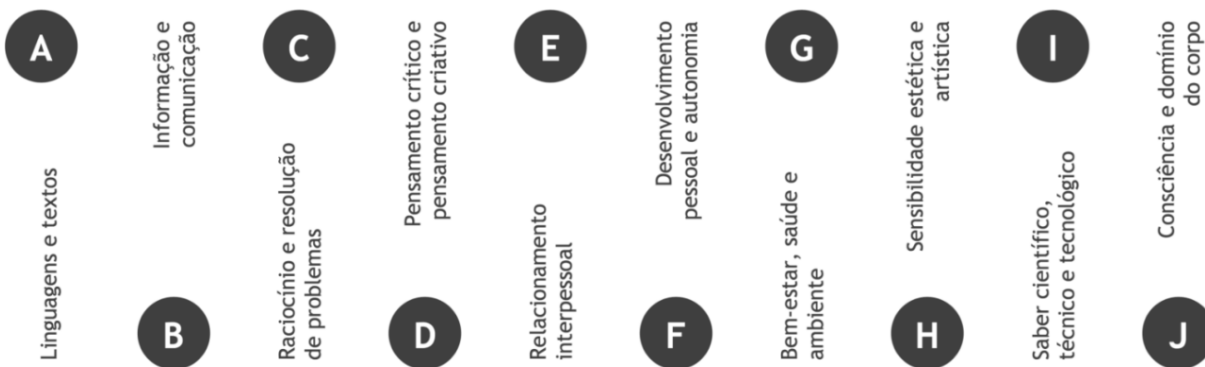 A
Linguagens e textos
B
Informação e
comunicação
C
Raciocínio e resolução
de problemas
D
Pensamento crítico e
pensamento criativo
E
Relacionamento
interpessoal
F
Desenvolvimento
pessoal e autonomia
G
Bem-estar, saúde e
ambiente
H
Sensibilidade estética e
artística
I
Saber científico,
técnico e tecnológico
J
Consciência e domínio
do corpo